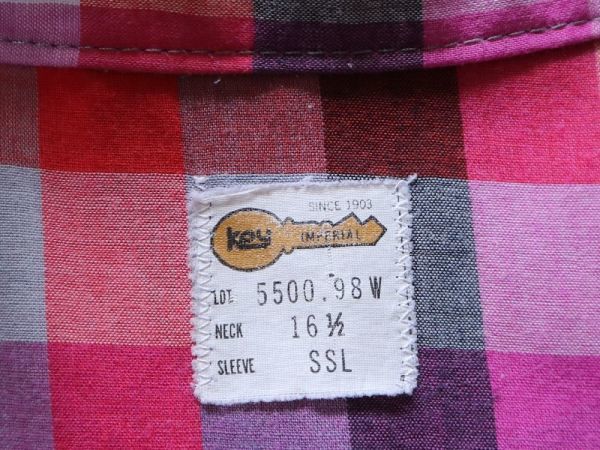 SINCE 1903
key IMPERIAL
LOT 5500.98 W
NECK 16 ½
SLEEVE SSL